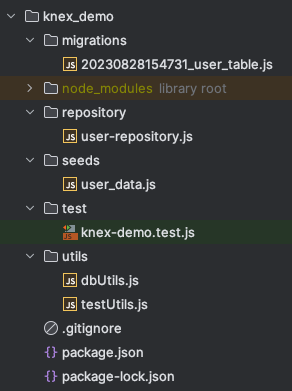 knex_demo
migrations
JS 20230828154731_user_table.js
node_modules library root
repository
JS user-repository.js
seeds
JS user_data.js
test
JS knex-demo.test.js
utils
JS dbUtils.js
JS testUtils.js
.gitignore
{} package.json
{} package-lock.json